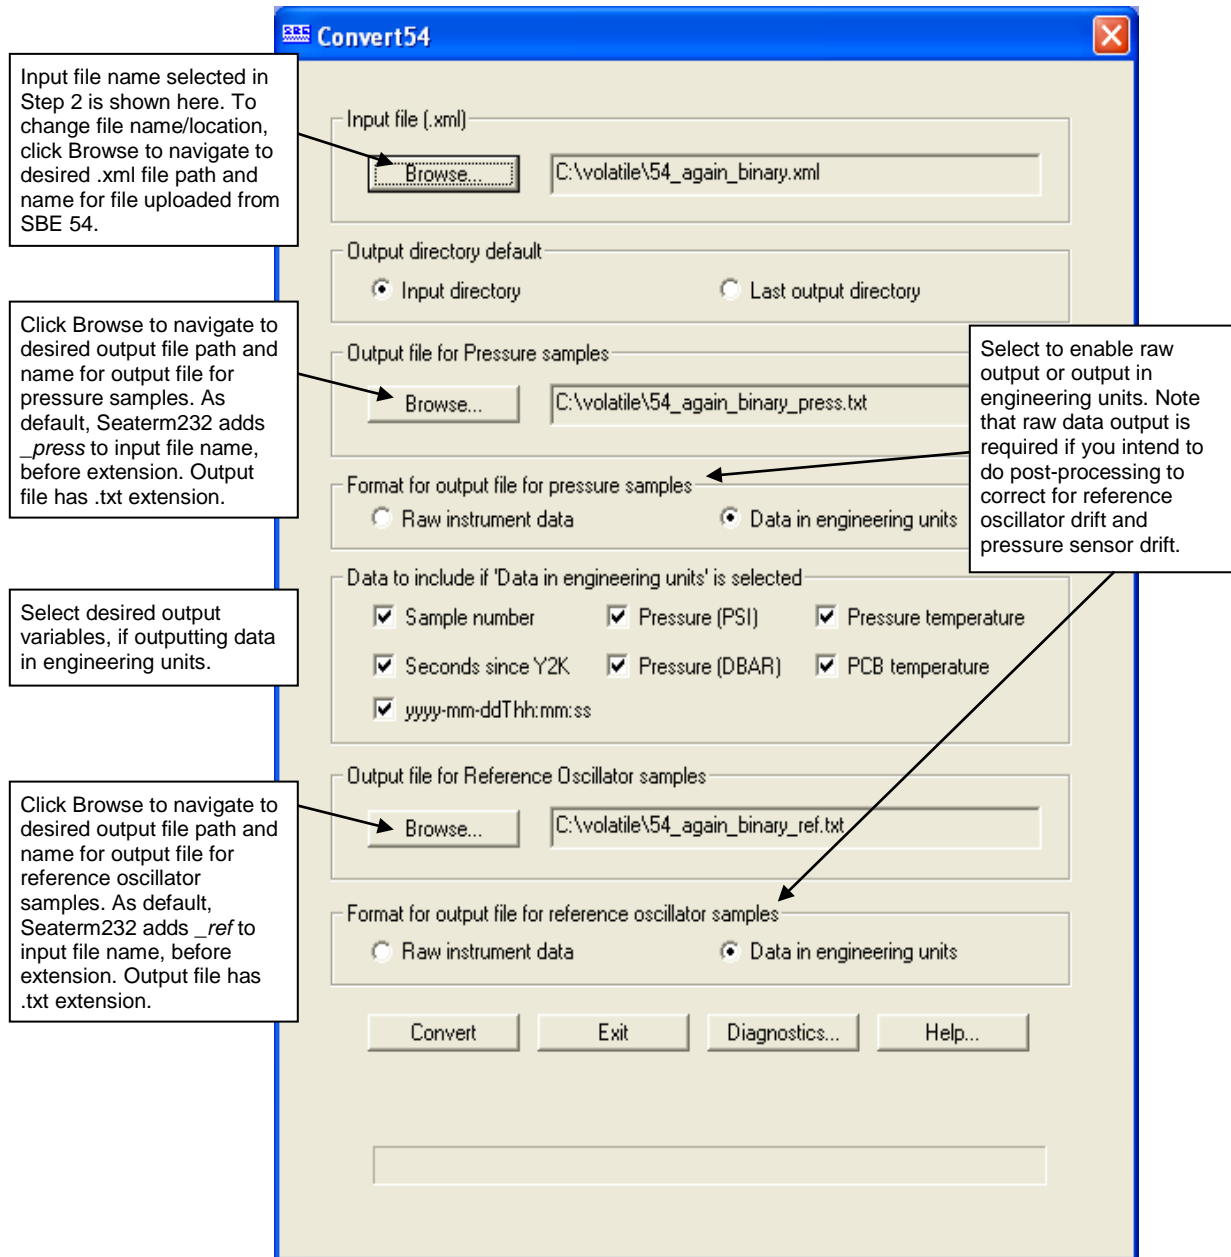 Convert54
Input file name selected in
Step 2 is shown here. To
change file name/location,
click Browse to navigate to
desired .xml file path and
name for file uploaded from
SBE 54.
Input file (.xml)
Browse...
C:\volatile\54_again_binary.xml
Output directory default
Input directory
Last output directory
Click Browse to navigate to
desired output file path and
name for output file for
pressure samples. As
default, Seaterm232 adds
_press to input file name,
before extension. Output
file has .txt extension.
Output file for Pressure samples
Browse...
C:\volatile\54_again_binary_press.txt
Select to enable raw
output or output in
engineering units. Note
that raw data output is
required if you intend to
do post-processing to
correct for reference
oscillator drift and
pressure sensor drift.
Format for output file for pressure samples
Raw instrument data
Data in engineering units
Select desired output
variables, if outputting data
in engineering units.
Data to include if 'Data in engineering units' is selected
Sample number
Pressure (PSI)
Pressure temperature
Seconds since Y2K
Pressure (DBAR)
PCB temperature
yyyy-mm-ddThh:mm:ss
Click Browse to navigate to
desired output file path and
name for output file for
reference oscillator
samples. As default,
Seaterm232 adds _ref to
input file name, before
extension. Output file has
.txt extension.
Output file for Reference Oscillator samples
Browse...
C:\volatile\54_again_binary_ref.txt
Format for output file for reference oscillator samples
Raw instrument data
Data in engineering units
Convert
Exit
Diagnostics...
Help...